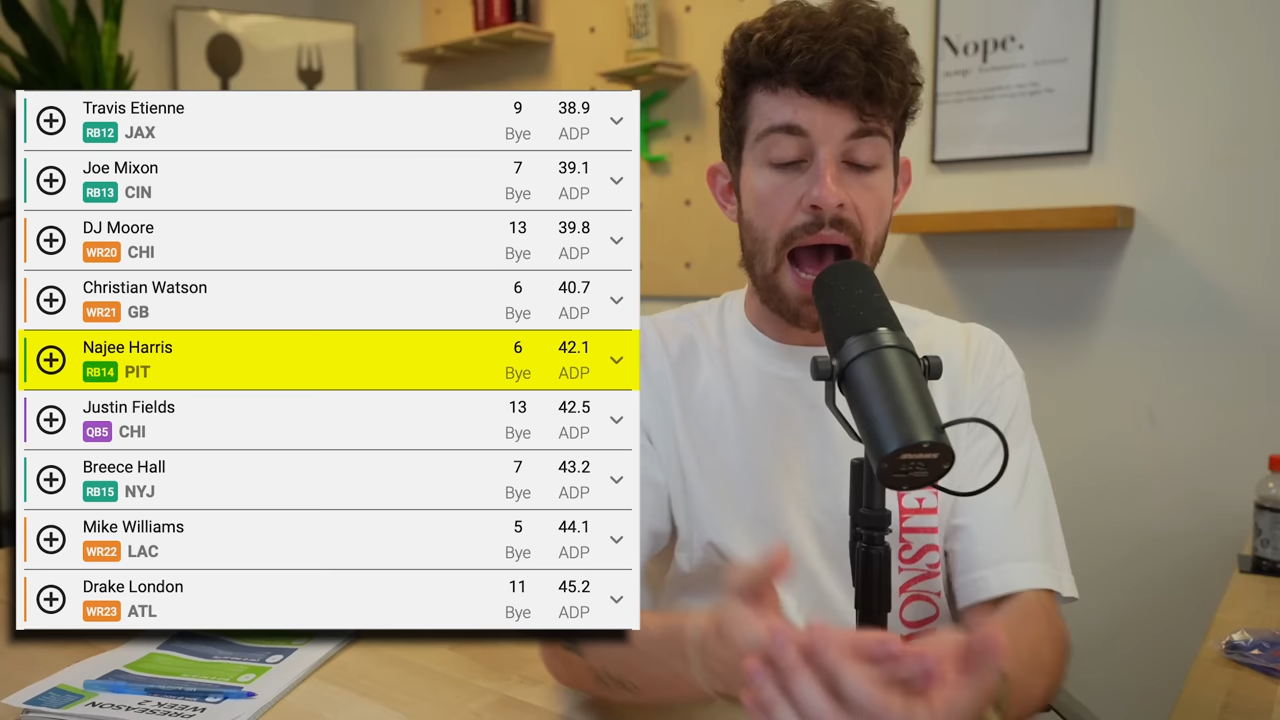 Nope.
Travis Etienne 9 38.9
RB12 JAX Bye ADP
Joe Mixon 7 39.1
RB13 CIN Bye ADP
DJ Moore 13 39.8
WR20 CHI Bye ADP
Christian Watson 6 40.7
WR21 GB Bye ADP
Najee Harris 6 42.1
RB14 PIT Bye ADP
Justin Fields 13 42.5
QB5 CHI Bye ADP
Breece Hall 7 43.2
RB15 NYJ Bye ADP
Mike Williams 5 44.1
WR22 LAC Bye ADP
Drake London 11 45.2
WR23 ATL Bye ADP
PRESEASON
WEEK 2